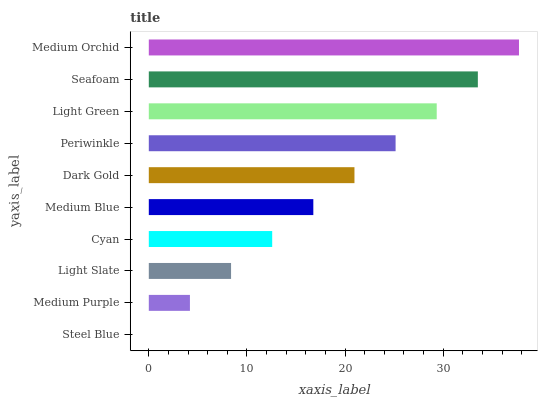 title
yaxis_label
Medium Orchid
Seafoam
Light Green
Periwinkle
Dark Gold
Medium Blue
Cyan
Light Slate
Medium Purple
Steel Blue
0 10 20 30
xaxis_label